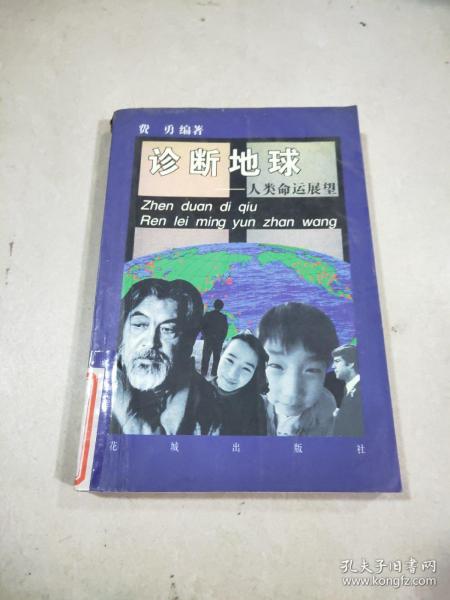 费 勇 编著
诊断地球
——人类命运展望
Zhen duan di qiu
Ren lei ming yun zhan wang
花城出版社
孔夫子旧书网
www.kongfz.com